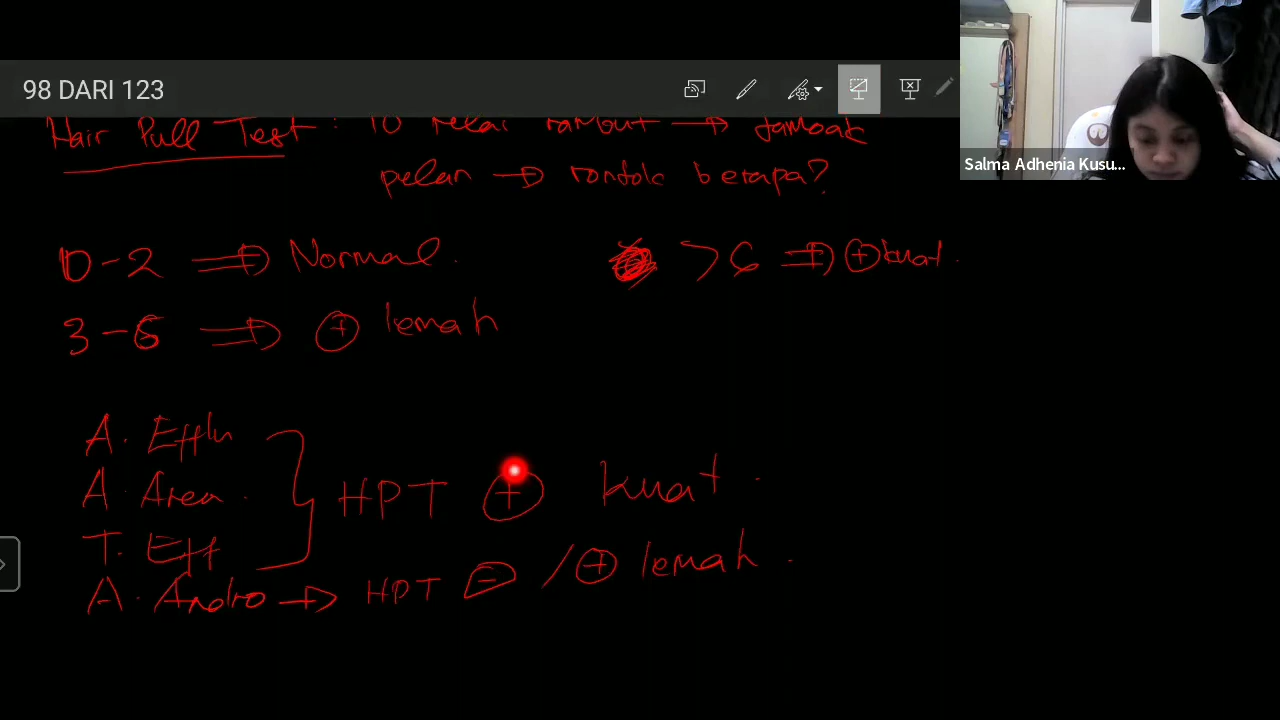 98 DARI 123
Salma Adhenia Kusu...
Hair Pull Test : 10 helai rambut → jambak
pelan → rontok berapa?
0-2 ⇒ Normal.
>6 ⇒ ⊕ kuat.
3-6 ⇒ ⊕ lemah
A. Efflu
A. Area.
T. Eff
HPT ⊕ kuat.
A. Andro → HPT ⊖ / ⊕ lemah.